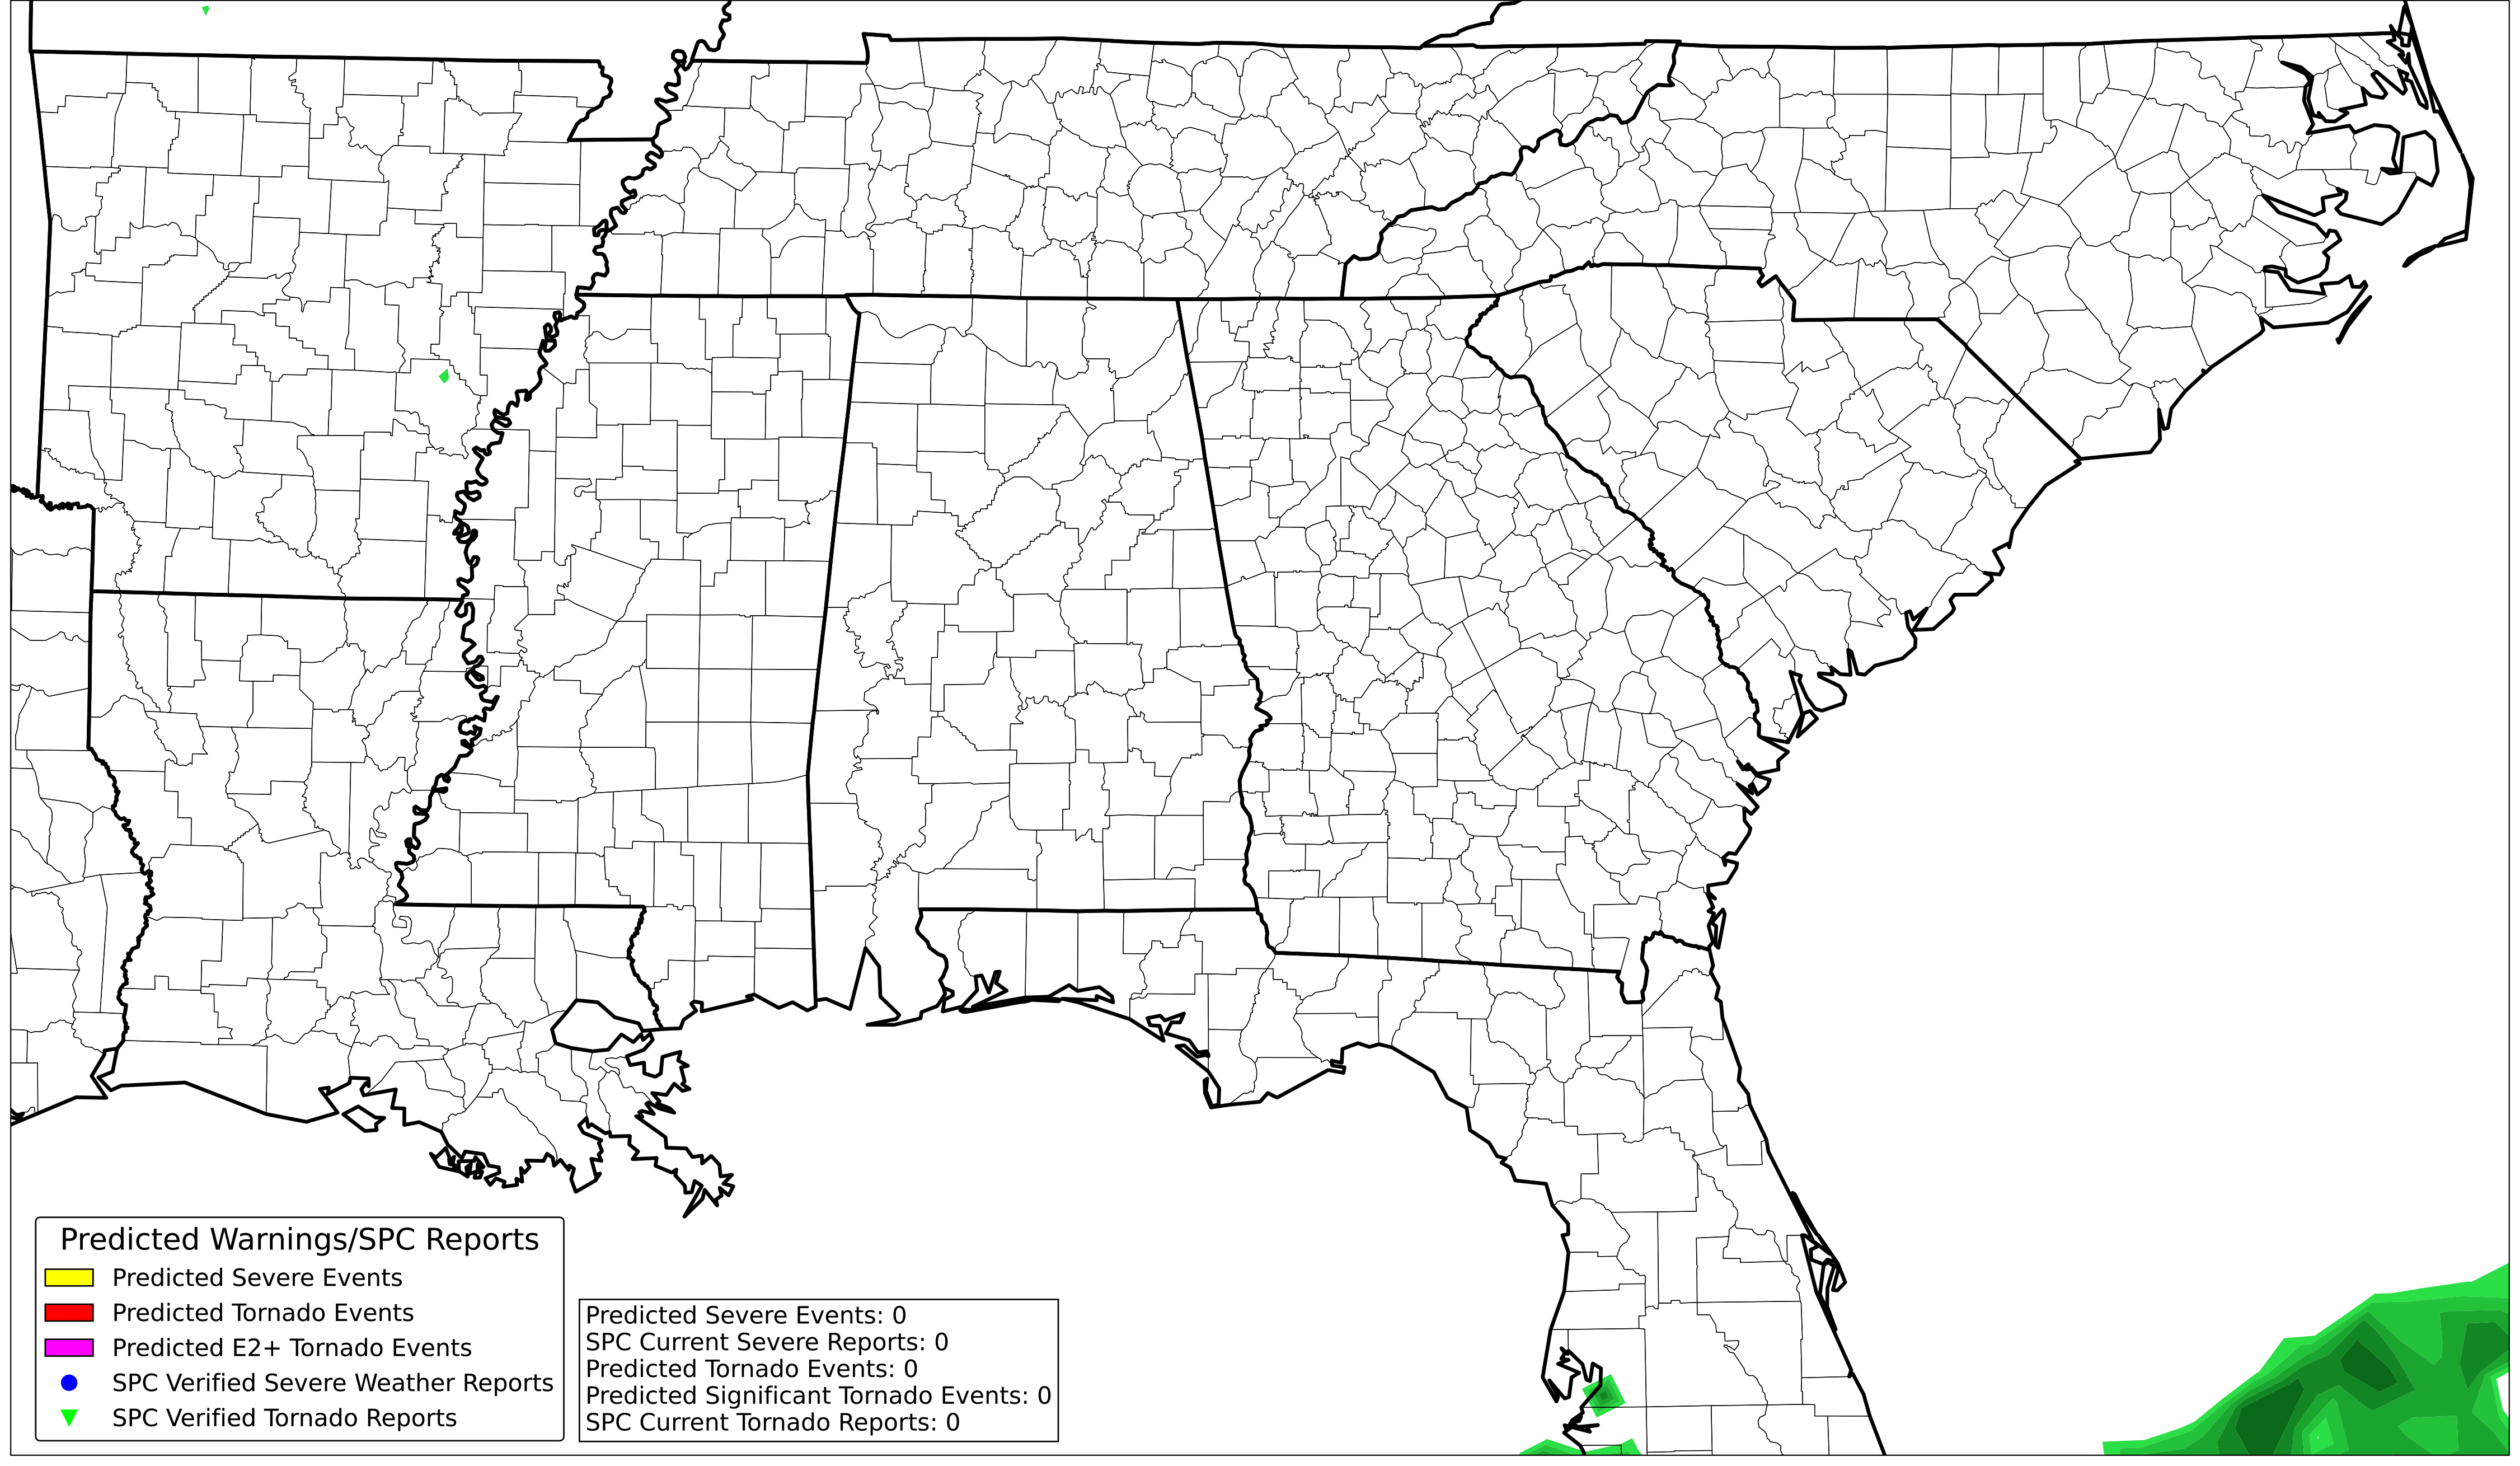 Predicted Warnings/SPC Reports
Predicted Severe Events
Predicted Tornado Events
Predicted E2+ Tornado Events
SPC Verified Severe Weather Reports
SPC Verified Tornado Reports
Predicted Severe Events: 0
SPC Current Severe Reports: 0
Predicted Tornado Events: 0
Predicted Significant Tornado Events: 0
SPC Current Tornado Reports: 0